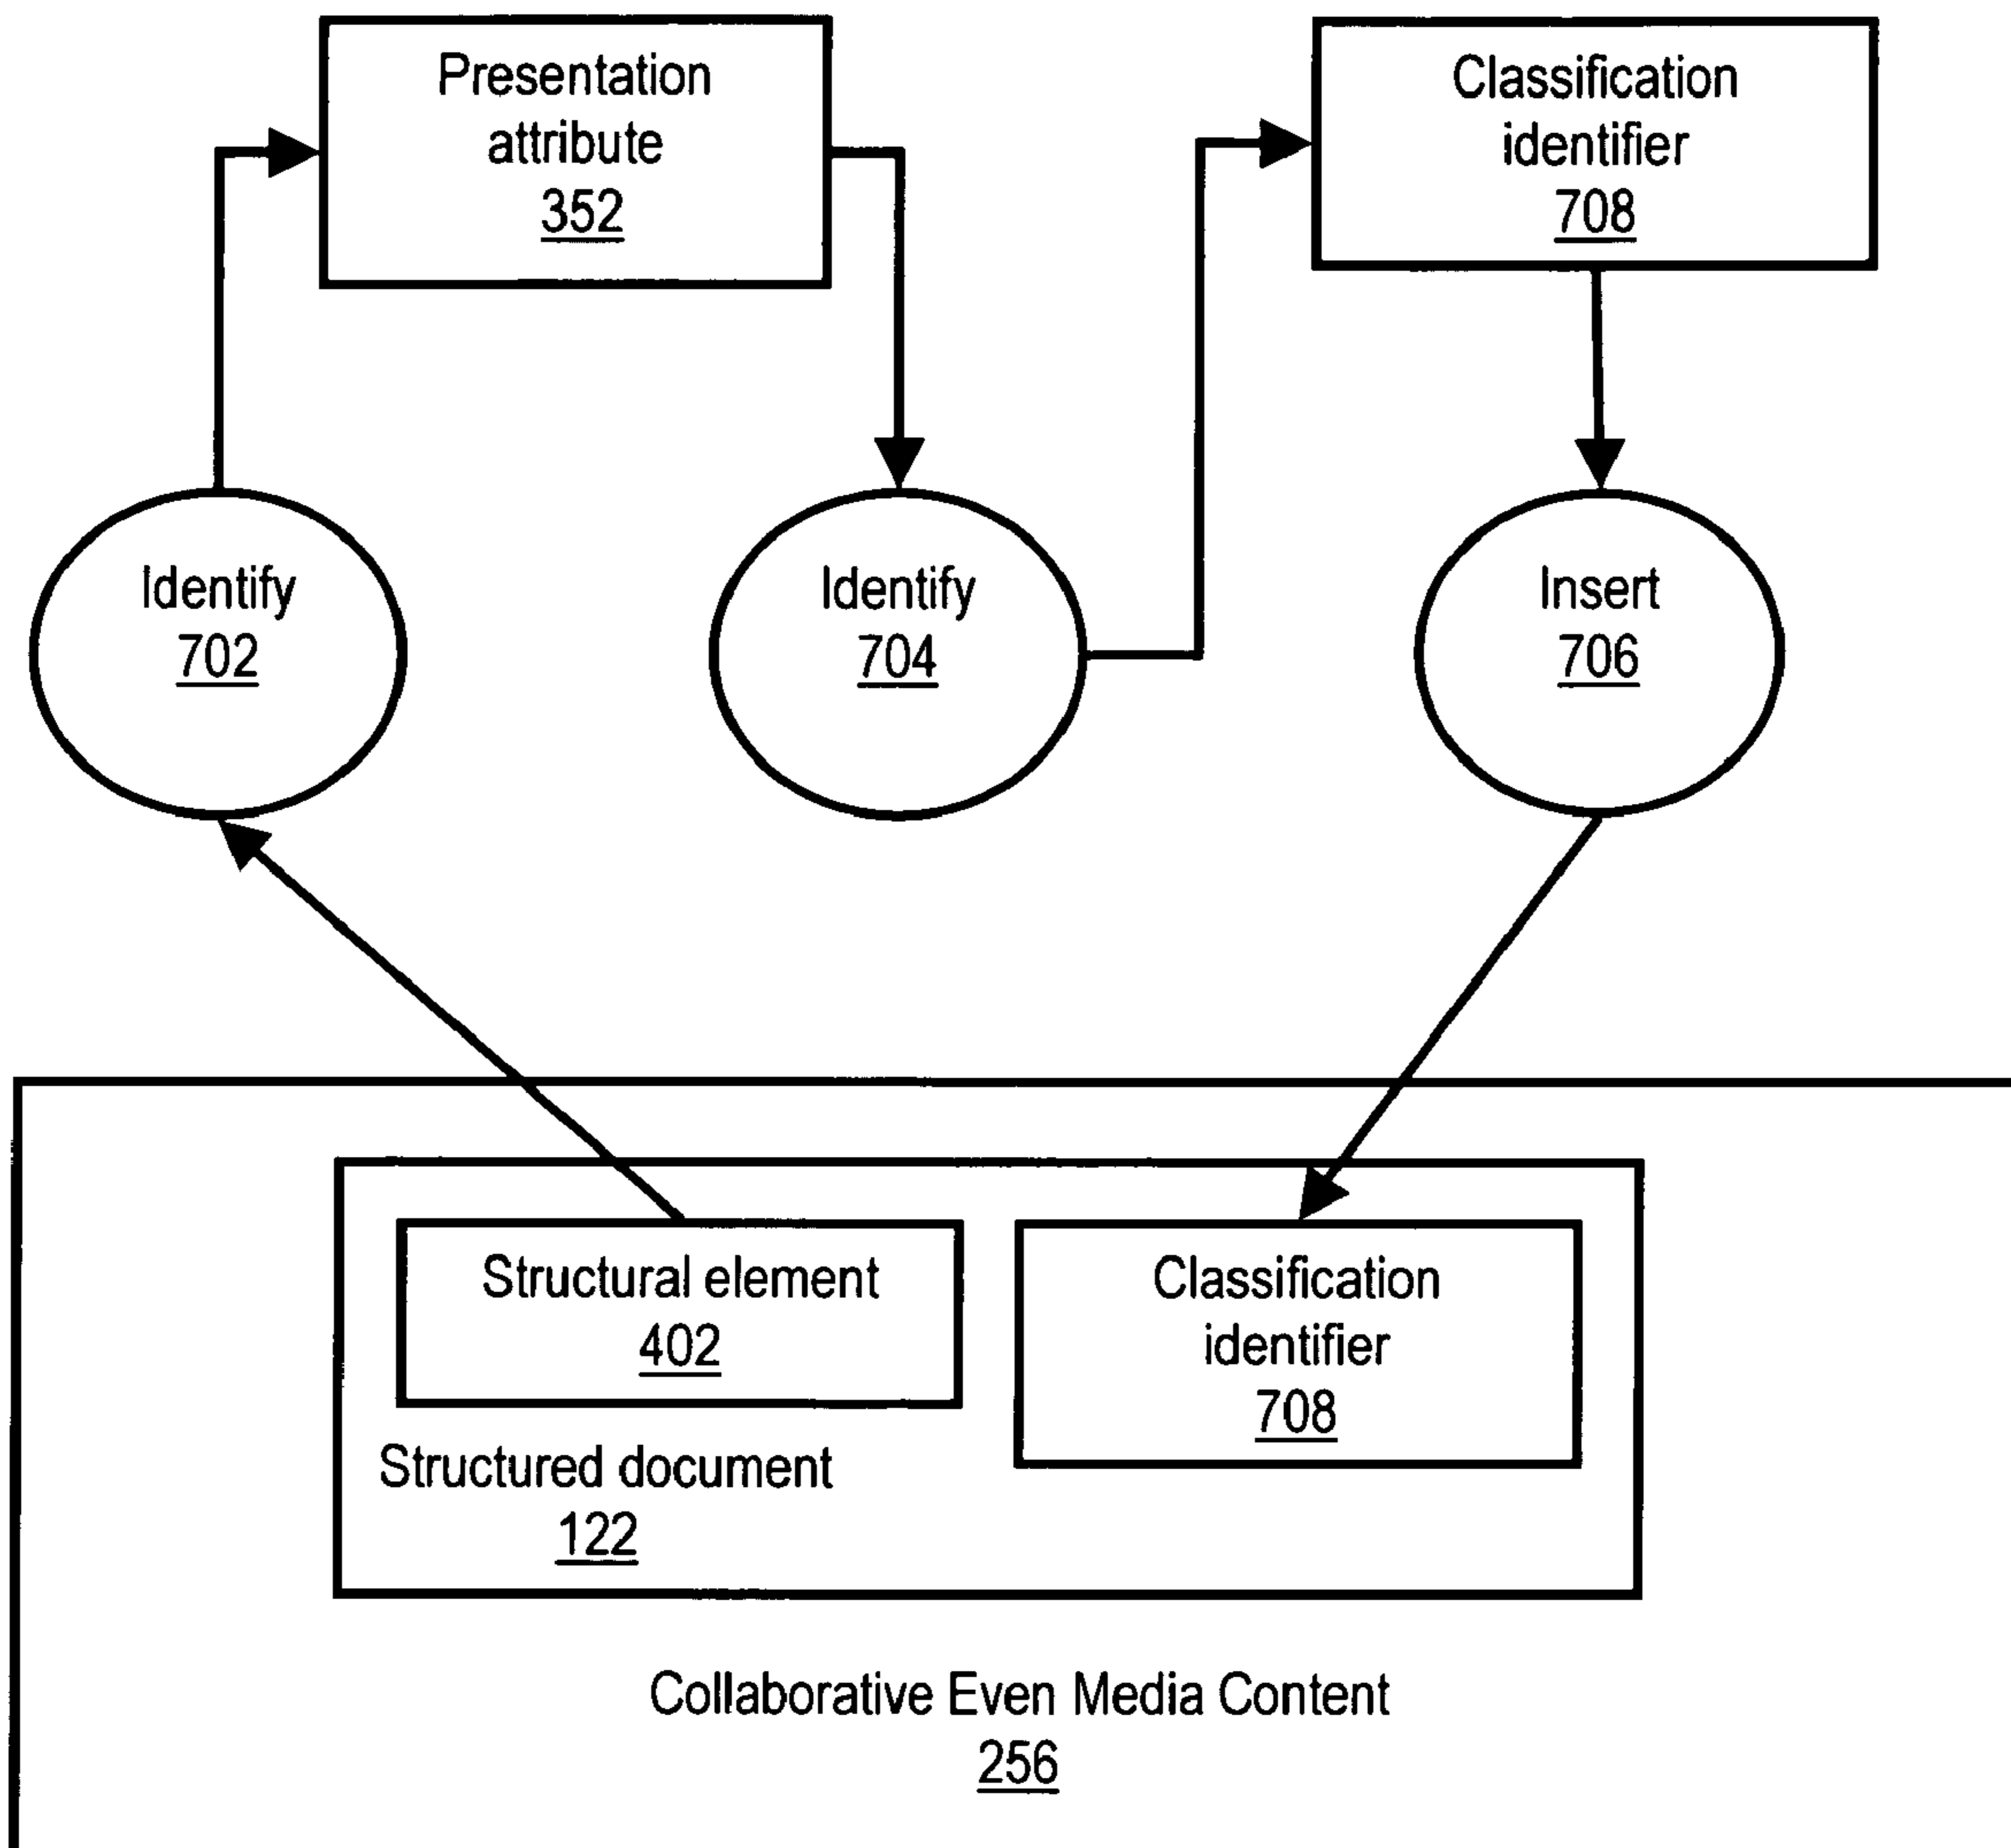 Presentation
attribute
352
Classification
identifier
708
Identify
702
Identify
704
Insert
706
Structural element
402
Classification
identifier
708
Structured document
122
Collaborative Even Media Content
256